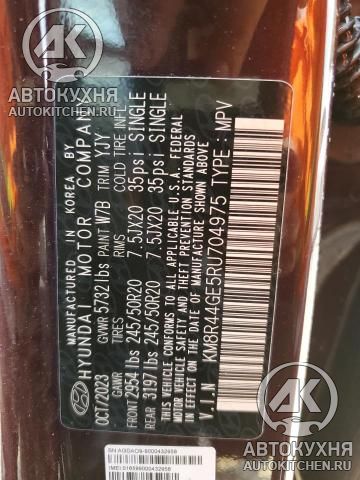 AK
АВТОКУХНЯ
AUTOKITCHEN.RU
MANUFACTURED IN KOREA BY
HYUNDAI MOTOR COMPANY
OCT/2023 PAINT W7B TRIM YJY
GVWR 5732 lbs
GAWR TIRES RIMS COLD TIRE INFL
FRONT 2954 lbs 245/50R20 7.5JX20 35psi SINGLE
REAR 3197 lbs 245/50R20 7.5JX20 35psi SINGLE
THIS VEHICLE CONFORMS TO ALL APPLICABLE U.S.A. FEDERAL
MOTOR VEHICLE SAFETY AND THEFT PREVENTION STANDARDS
IN EFFECT ON THE DATE OF MANUFACTURE SHOWN ABOVE.
V.I.N : KM8R44GE5RU704975 TYPE : MPV
AK
АВТОКУХНЯ
AUTOKITCHEN.RU